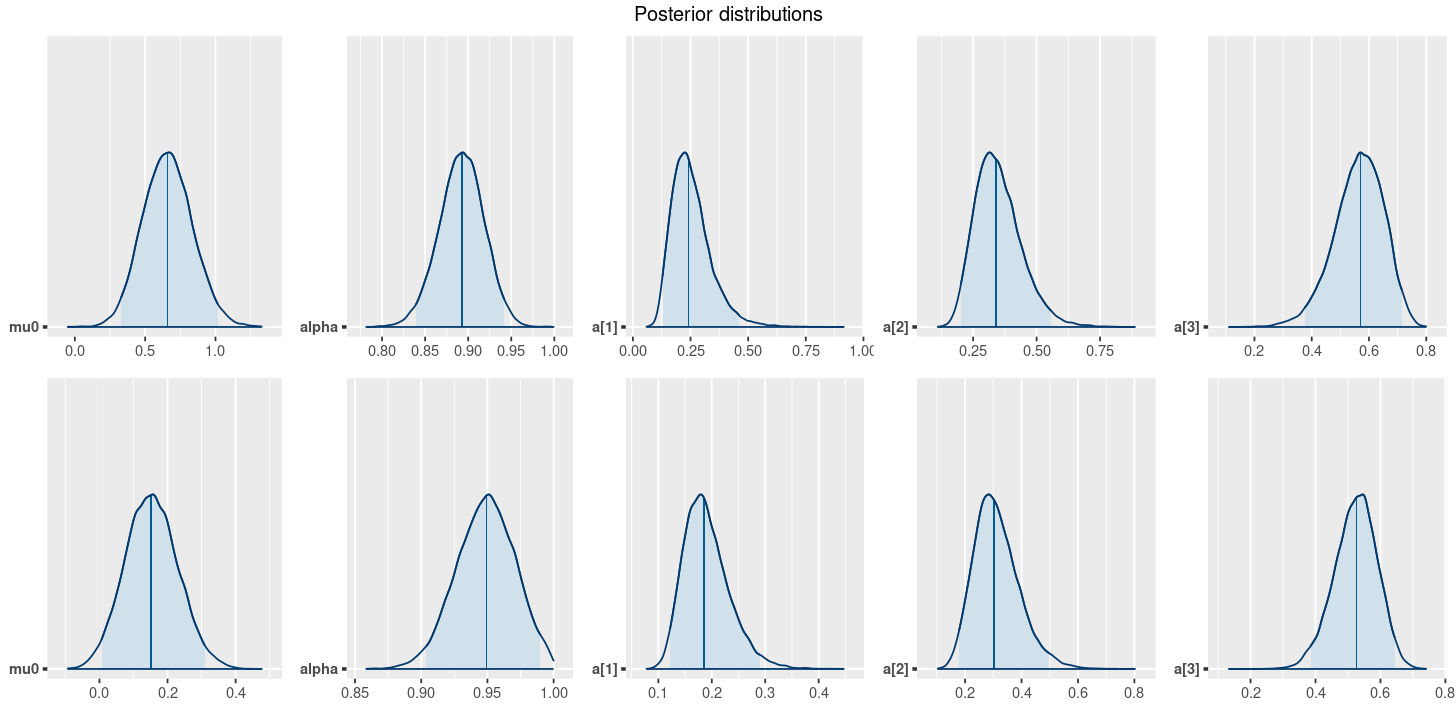 Posterior distributions
mu0
0.0 0.5 1.0
alpha
0.80 0.85 0.90 0.95 1.00
a[1]
0.00 0.25 0.50 0.75 1.0
a[2]
0.25 0.50 0.75
a[3]
0.2 0.4 0.6 0.8
mu0
0.0 0.2 0.4
alpha
0.85 0.90 0.95 1.00
a[1]
0.1 0.2 0.3 0.4
a[2]
0.2 0.4 0.6 0.8
a[3]
0.2 0.4 0.6 0.8